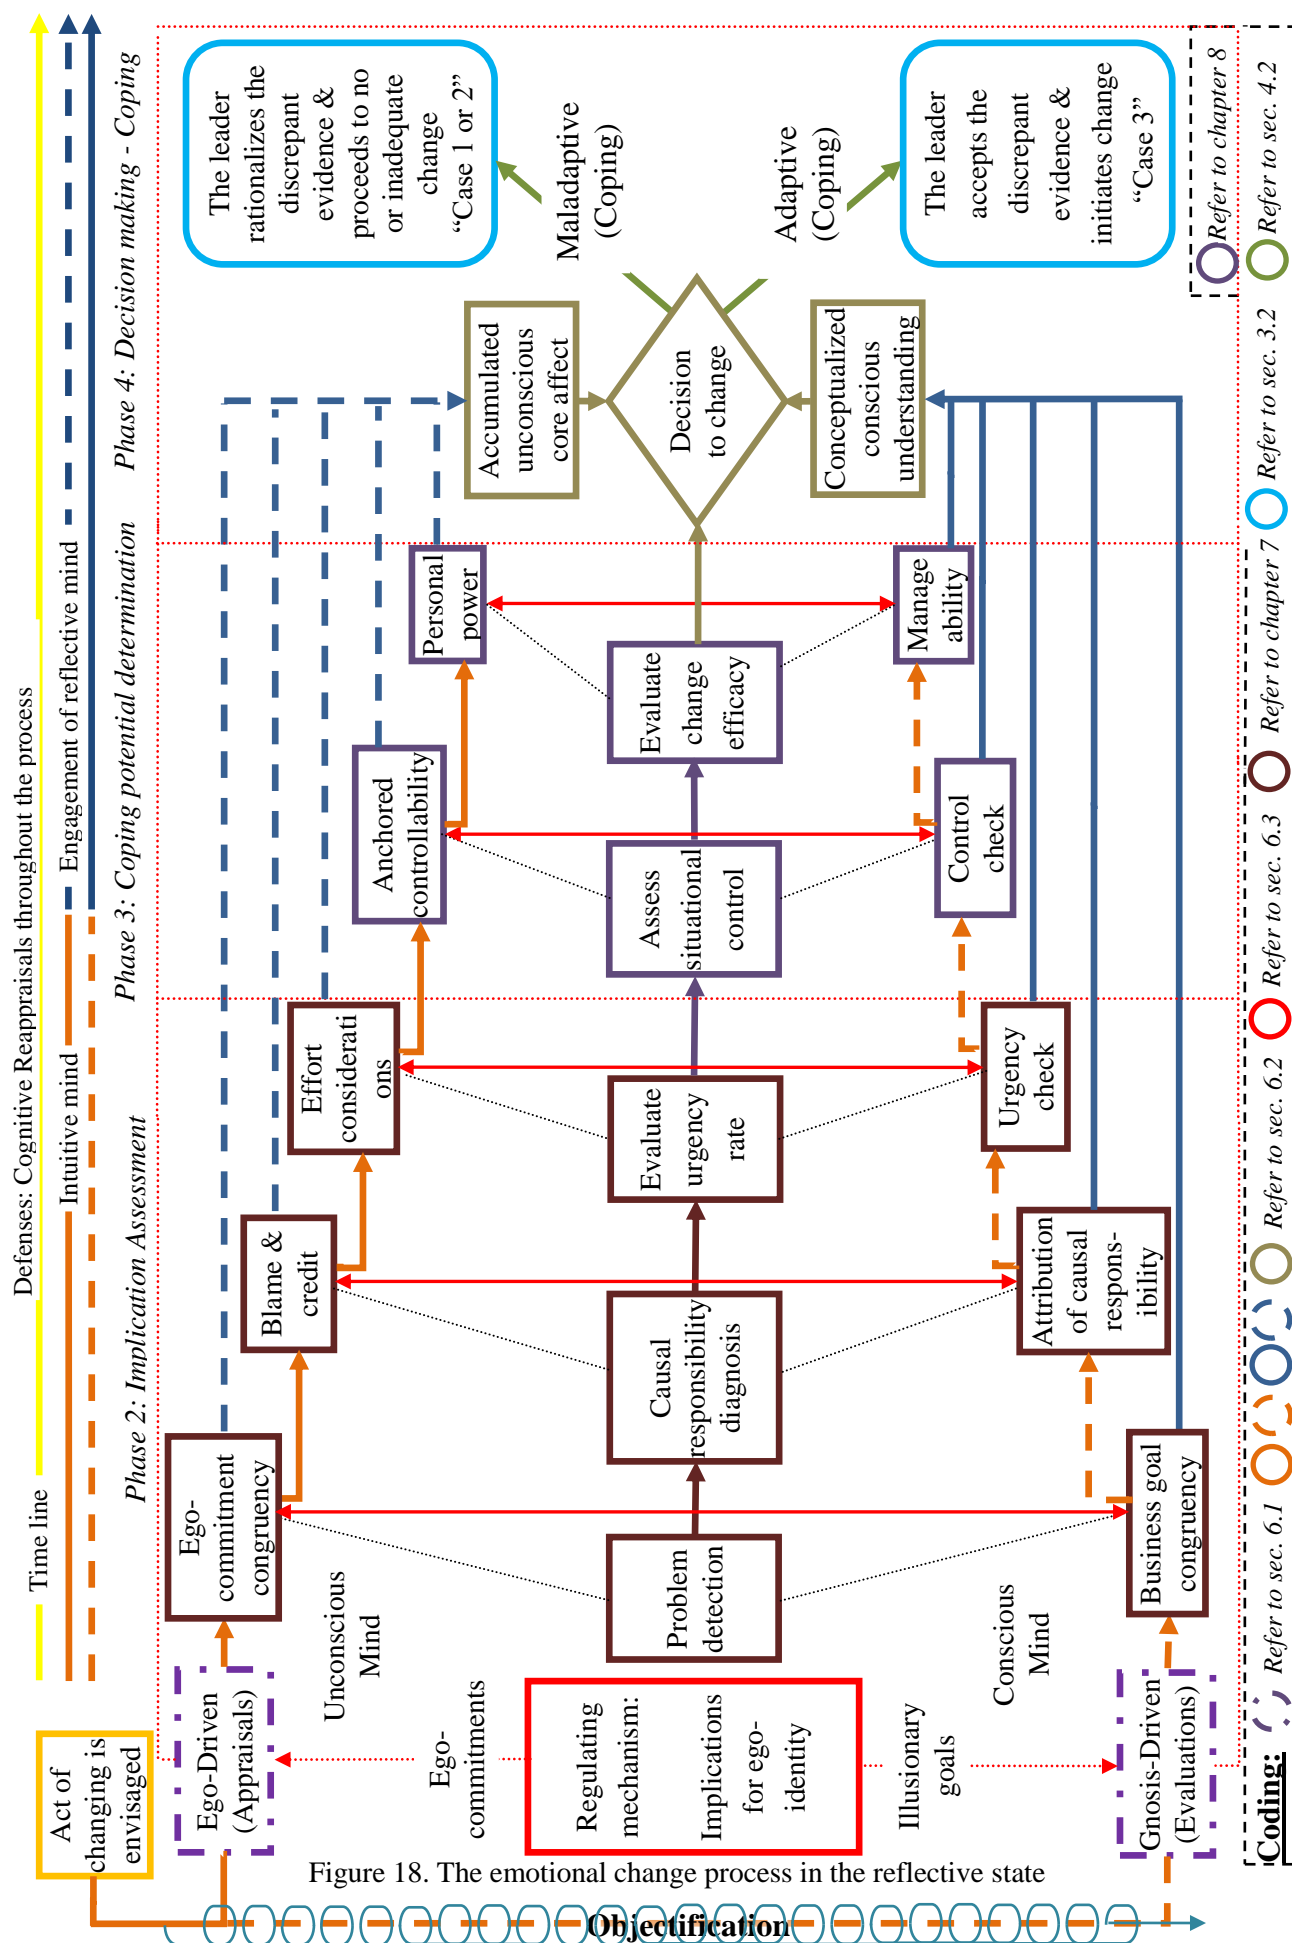 Defenses: Cognitive Reappraisals throughout the process
Time line
Intuitive mind
Engagement of reflective mind
Phase 2: Implication Assessment
Phase 3: Coping potential determination
Phase 4: Decision making - Coping
Act of
changing is
envisaged
Ego-Driven
(Appraisals)
Ego-
commitment
congruency
Blame &
credit
Effort
considerati
ons
Anchored
controllability
Personal
power
Accumulated
unconscious
core affect
The leader
rationalizes the
discrepant
evidence &
proceeds to no
or inadequate
change
“Case 1 or 2”
Maladaptive
(Coping)
Unconscious
Mind
Ego-
commitments
Regulating
mechanism:
Implications
for ego-
identity
Problem
detection
Causal
responsibility
diagnosis
Evaluate
urgency
rate
Assess
situational
control
Evaluate
change
efficacy
Decision
to change
Adaptive
(Coping)
Illusionary
goals
Conscious
Mind
Gnosis-Driven
(Evaluations)
Business goal
congruency
Attribution
of causal
respons-
ibility
Urgency
check
Control
check
Manage
ability
Conceptualized
conscious
understanding
The leader
accepts the
discrepant
evidence &
initiates change
“Case 3”
Refer to chapter 8
Coding:
Refer to sec. 6.1
Refer to sec. 6.2
Refer to sec. 6.3
Refer to chapter 7
Refer to sec. 3.2
Refer to sec. 4.2
Figure 18. The emotional change process in the reflective state
Objectification